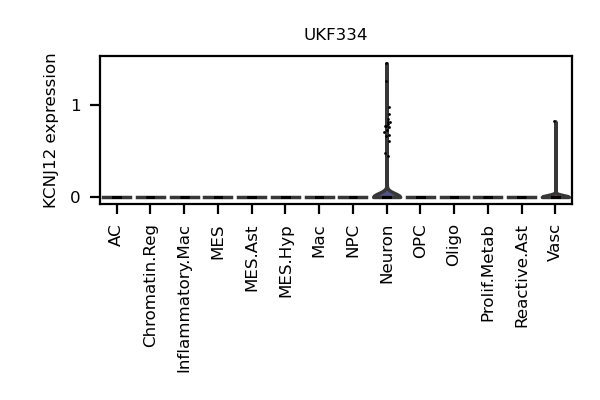 UKF334
KCNJ12 expression
1
0
AC
Chromatin.Reg
Inflammatory.Mac
MES
MES.Ast
MES.Hyp
Mac
NPC
Neuron
OPC
Oligo
Prolif.Metab
Reactive.Ast
Vasc